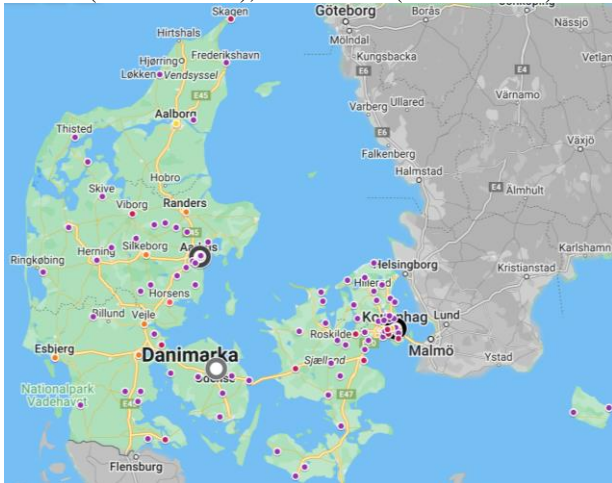 Skagen
Göteborg
Borås
Nässjö
Hirtshals
Mölndal
Vetlan
Kungsbacka
E4
Frederikshavn
Hjørring
E6
Løkken
Vendsyssel
E45
Värnamo
Varberg
Ullared
Thisted
Aalborg
E6
Växjö
Falkenberg
Hobro
Halmstad
E4
Skive
Viborg
Randers
Älmhult
Silkeborg
Herning
Karlshamn
Ringkøbing
Helsingborg
Kristianstad
Horsens
Hillerød
Billund
Vejle
Lund
Roskilde
Esbjerg
Danimarka
Sjælland
Malmö
Ystad
Odense
Nationalpark
Vadehavet
E47
Flensburg